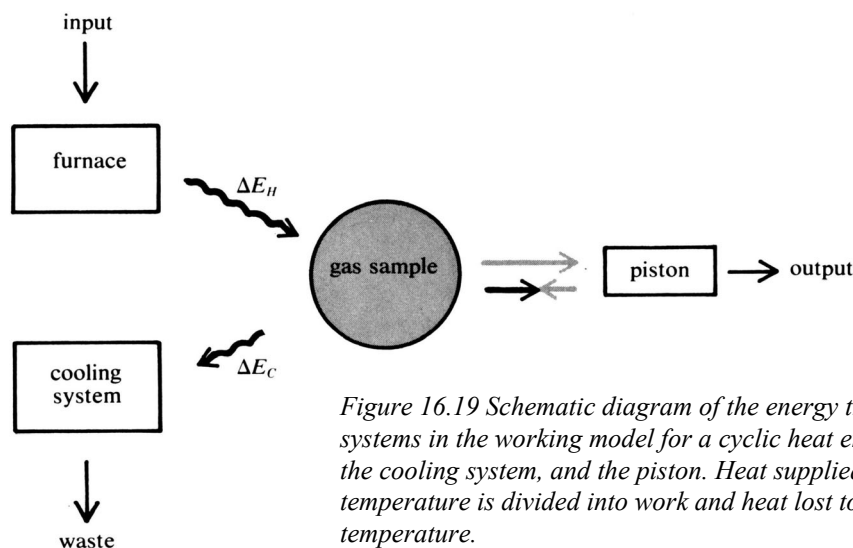 input
furnace
ΔE_H
gas sample
piston
output
cooling
system
ΔE_C
waste
Figure 16.19 Schematic diagram of the energy
systems in the working model for a cyclic heat
the cooling system, and the piston. Heat supplied
temperature is divided into work and heat lost to
temperature.